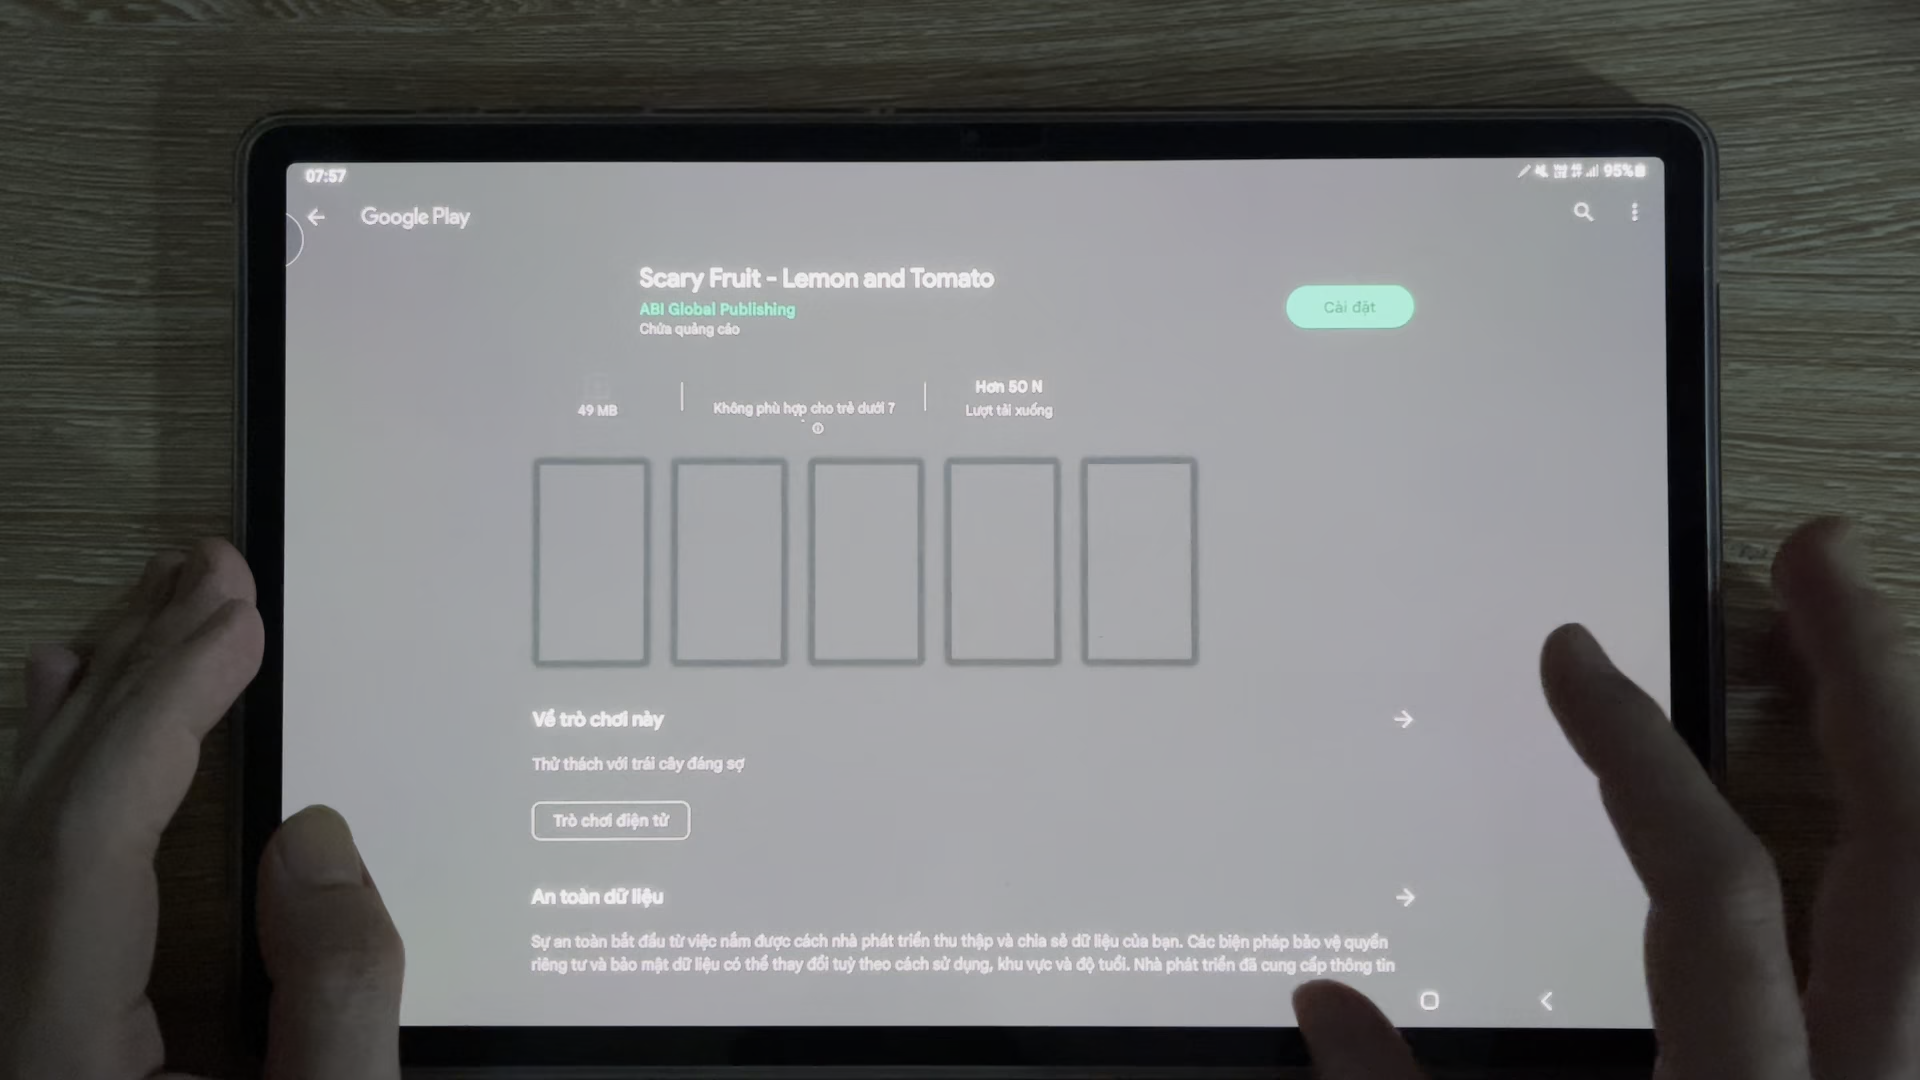 07:57
95%
Google Play
Scary Fruit - Lemon and Tomato
ABI Global Publishing
Chứa quảng cáo
Cài đặt
49 MB
Không phù hợp cho trẻ dưới 7
Hơn 50 N
Lượt tải xuống
Về trò chơi này
Thử thách với trái cây đáng sợ
Trò chơi điện tử
An toàn dữ liệu
Sự an toàn bắt đầu từ việc nắm được cách nhà phát triển thu thập và chia sẻ dữ liệu của bạn. Các biện pháp bảo vệ quyền
riêng tư và bảo mật dữ liệu có thể thay đổi tuỳ theo cách sử dụng, khu vực và độ tuổi. Nhà phát triển đã cung cấp thông tin